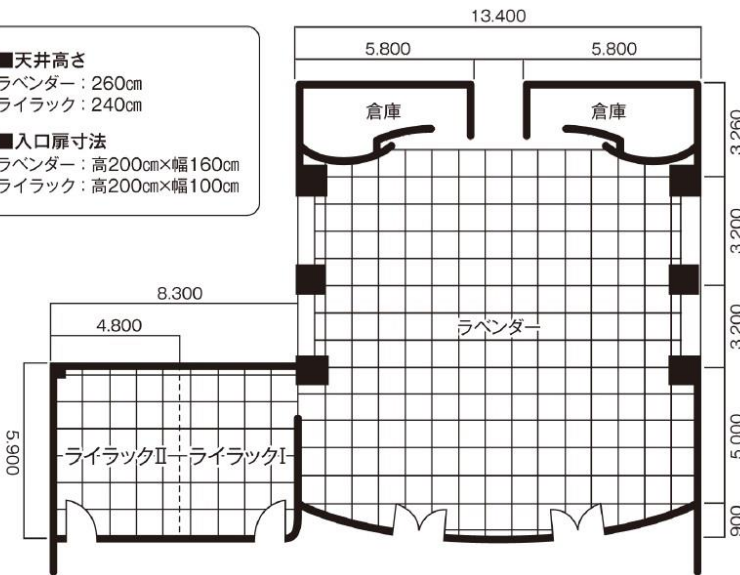 ■天井高さ
ラベンダー：260㎝
ライラック：240㎝
■入口扉寸法
ラベンダー：高200㎝×幅160㎝
ライラック：高200㎝×幅100㎝
13.400
5.800
5.800
倉庫
倉庫
3.260
3.200
3.200
5.000
900
ラベンダー
8.300
4.800
5.900
ライラックⅡ
ライラックⅠ